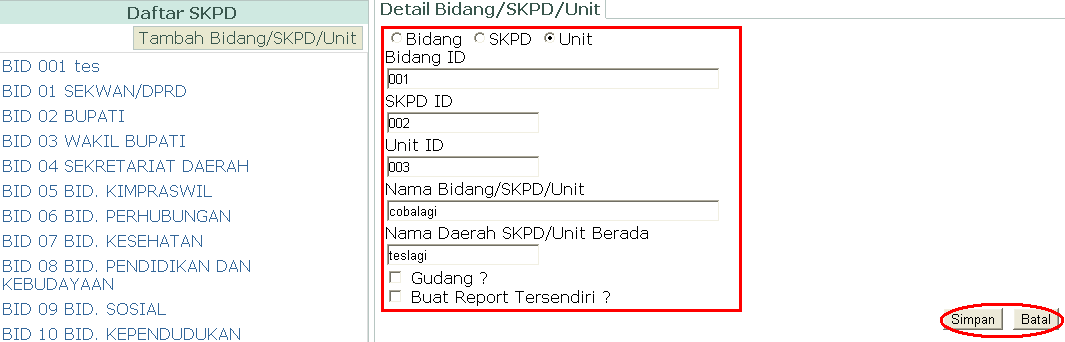 Daftar SKPD
Tambah Bidang/SKPD/Unit
BID 001 tes
BID 01 SEKWAN/DPRD
BID 02 BUPATI
BID 03 WAKIL BUPATI
BID 04 SEKRETARIAT DAERAH
BID 05 BID. KIMPRASWIL
BID 06 BID. PERHUBUNGAN
BID 07 BID. KESEHATAN
BID 08 BID. PENDIDIKAN DAN
KEBUDAYAAN
BID 09 BID. SOSIAL
BID 10 BID. KEPENDUDUKAN
Detail Bidang/SKPD/Unit
Bidang SKPD Unit
Bidang ID
001
SKPD ID
002
Unit ID
003
Nama Bidang/SKPD/Unit
cobalagi
Nama Daerah SKPD/Unit Berada
teslagi
Gudang ?
Buat Report Tersendiri ?
Simpan Batal